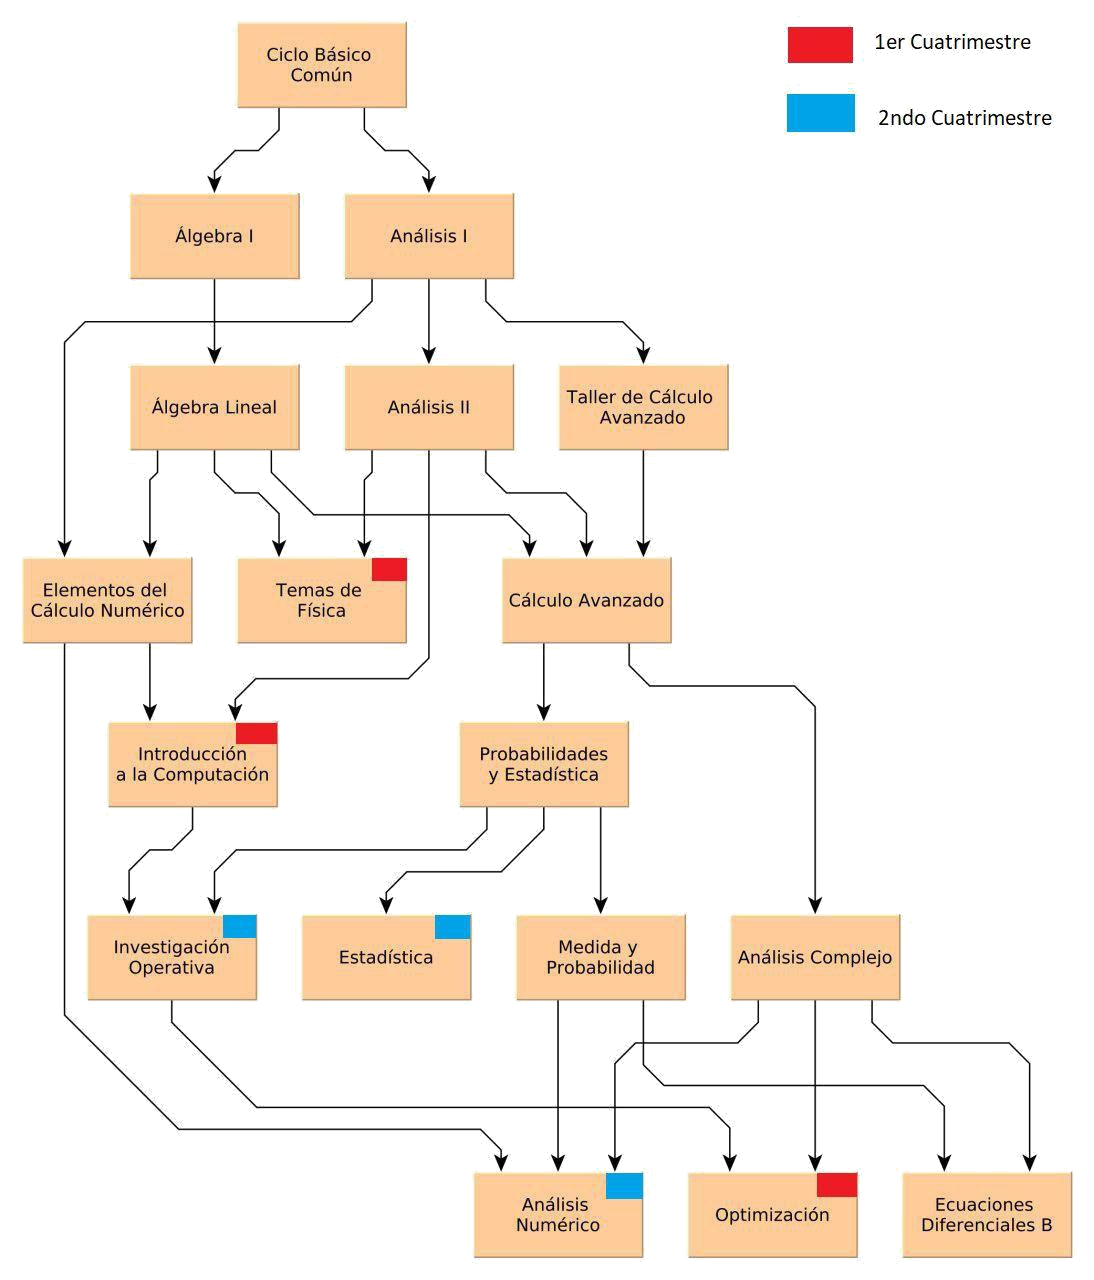 Ciclo Básico
Común
1er Cuatrimestre
2ndo Cuatrimestre
Álgebra I
Análisis I
Álgebra Lineal
Análisis II
Taller de Cálculo
Avanzado
Elementos del
Cálculo Numérico
Temas de
Física
Cálculo Avanzado
Introducción
a la Computación
Probabilidades
y Estadística
Investigación
Operativa
Estadística
Medida y
Probabilidad
Análisis Complejo
Análisis
Numérico
Optimización
Ecuaciones
Diferenciales B